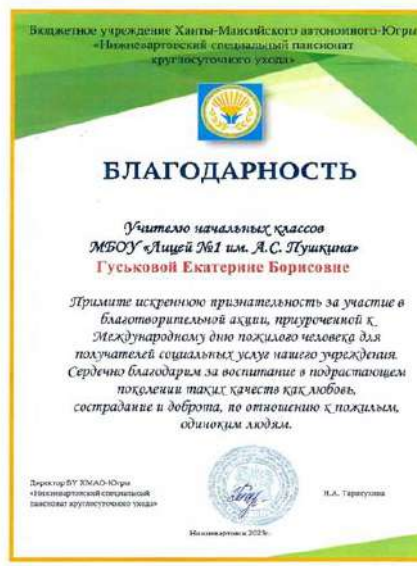 Бюджетное учреждение Ханты-Мансийского автономного-Югры
«Нижневартовский специальный пансионат
круглосуточного ухода»
БЛАГОДАРНОСТЬ
Учителю начальных классов
МБОУ «Лицей №1 им. А.С. Пушкина»
Гуськовой Екатерине Борисовне
Примите искреннюю признательность за участие в
благотворительной акции, приуроченной к
Международному дню пожилого человека для
получателей социальных услуг нашего учреждения.
Сердечно благодарим за воспитание в подрастающем
поколении таких качеств как любовь,
сострадание и доброта, по отношению к пожилым,
одиноким людям.
Директор БУ ХМАО-Югры
«Нижневартовский специальный
пансионат круглосуточного ухода»
Нижневартовск